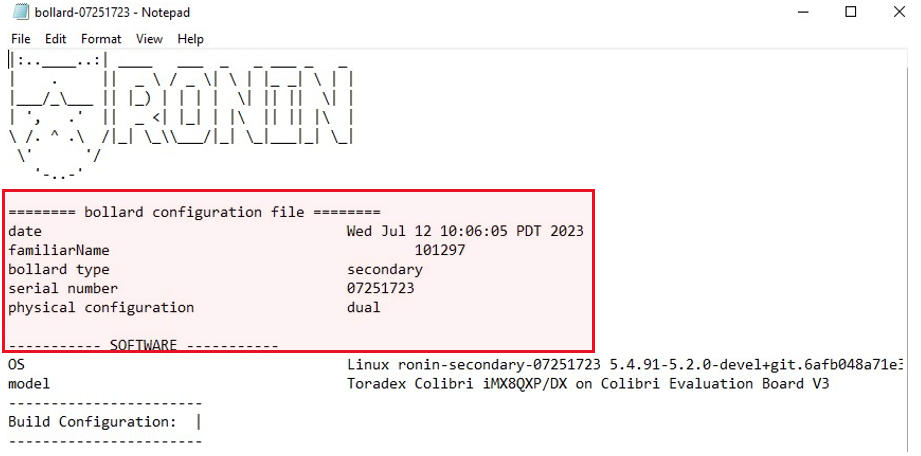 bollard-07251723 - Notepad
File Edit Format View Help
RONIN
======== bollard configuration file ========
date Wed Jul 12 10:06:05 PDT 2023
familiarName 101297
bollard type secondary
serial number 07251723
physical configuration dual
----------- SOFTWARE -----------
OS Linux ronin-secondary-07251723 5.4.91-5.2.0-devel+git.6afb048a71e3
model Toradex Colibri iMX8QXP/DX on Colibri Evaluation Board V3
-----------------------
Build Configuration: |
-----------------------